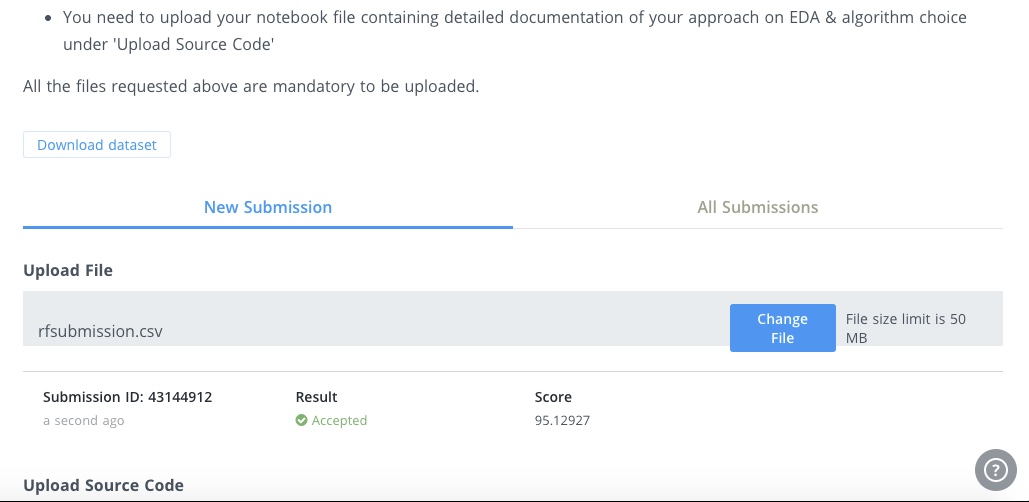 • You need to upload your notebook file containing detailed documentation of your approach on EDA & algorithm choice
under 'Upload Source Code'
All the files requested above are mandatory to be uploaded.
Download dataset
New Submission
All Submissions
Upload File
rfsubmission.csv
Change
File
File size limit is 50
MB
Submission ID: 43144912
Result
Score
a second ago
Accepted
95.12927
?
Upload Source Code